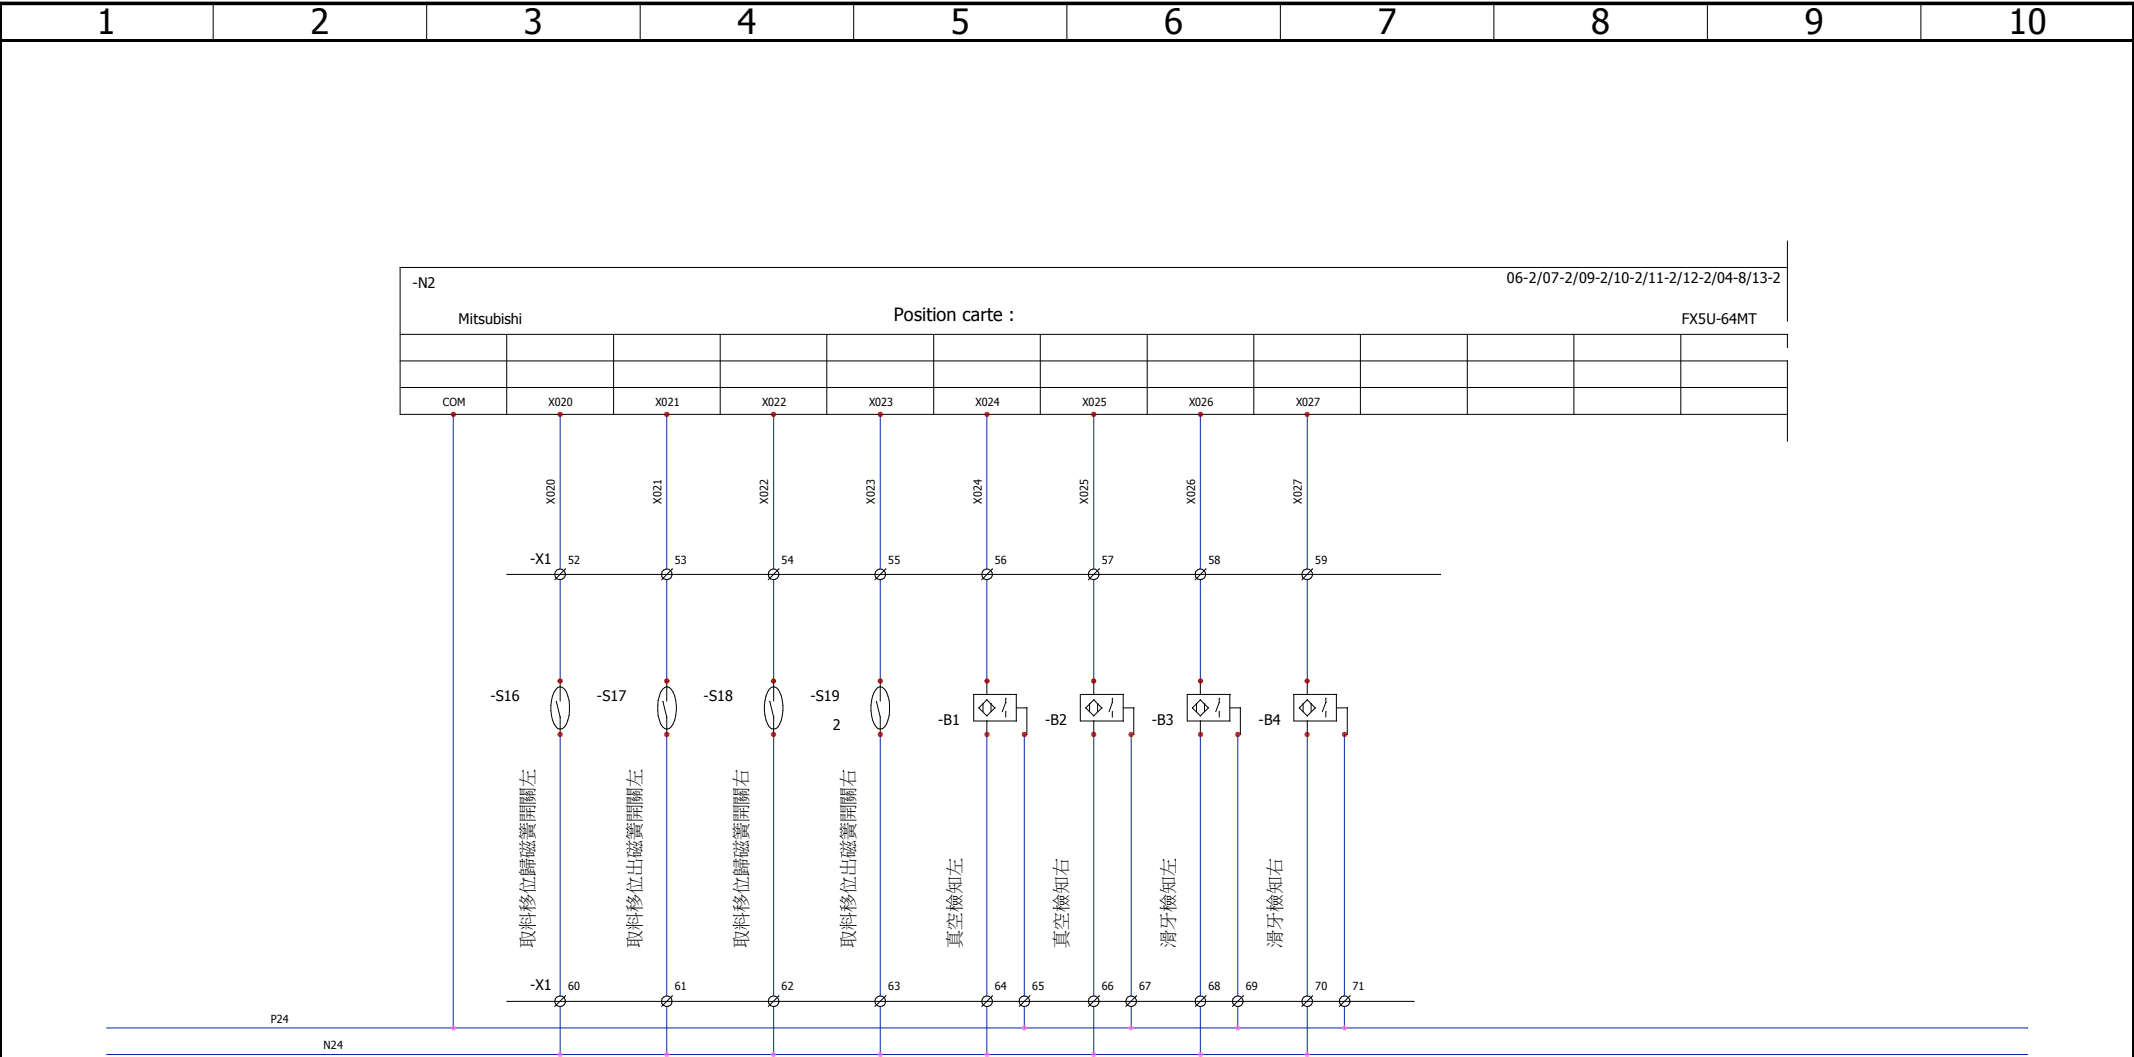 1 2 3 4 5 6 7 8 9 10
-N2 06-2/07-2/09-2/10-2/11-2/12-2/04-8/13-2
Mitsubishi Position carte : FX5U-64MT
COM X020 X021 X022 X023 X024 X025 X026 X027
X020 X021 X022 X023 X024 X025 X026 X027
-X1 52 53 54 55 56 57 58 59
-S16 -S17 -S18 -S19
2 -B1 -B2 -B3 -B4
取料移位歸磁簧開關左
取料移位出磁簧開關左
取料移位歸磁簧開關右
取料移位出磁簧開關右
真空檢知左
真空檢知右
滑牙檢知左
滑牙檢知右
-X1 60 61 62 63 64 65 66 67 68 69 70 71
P24
N24